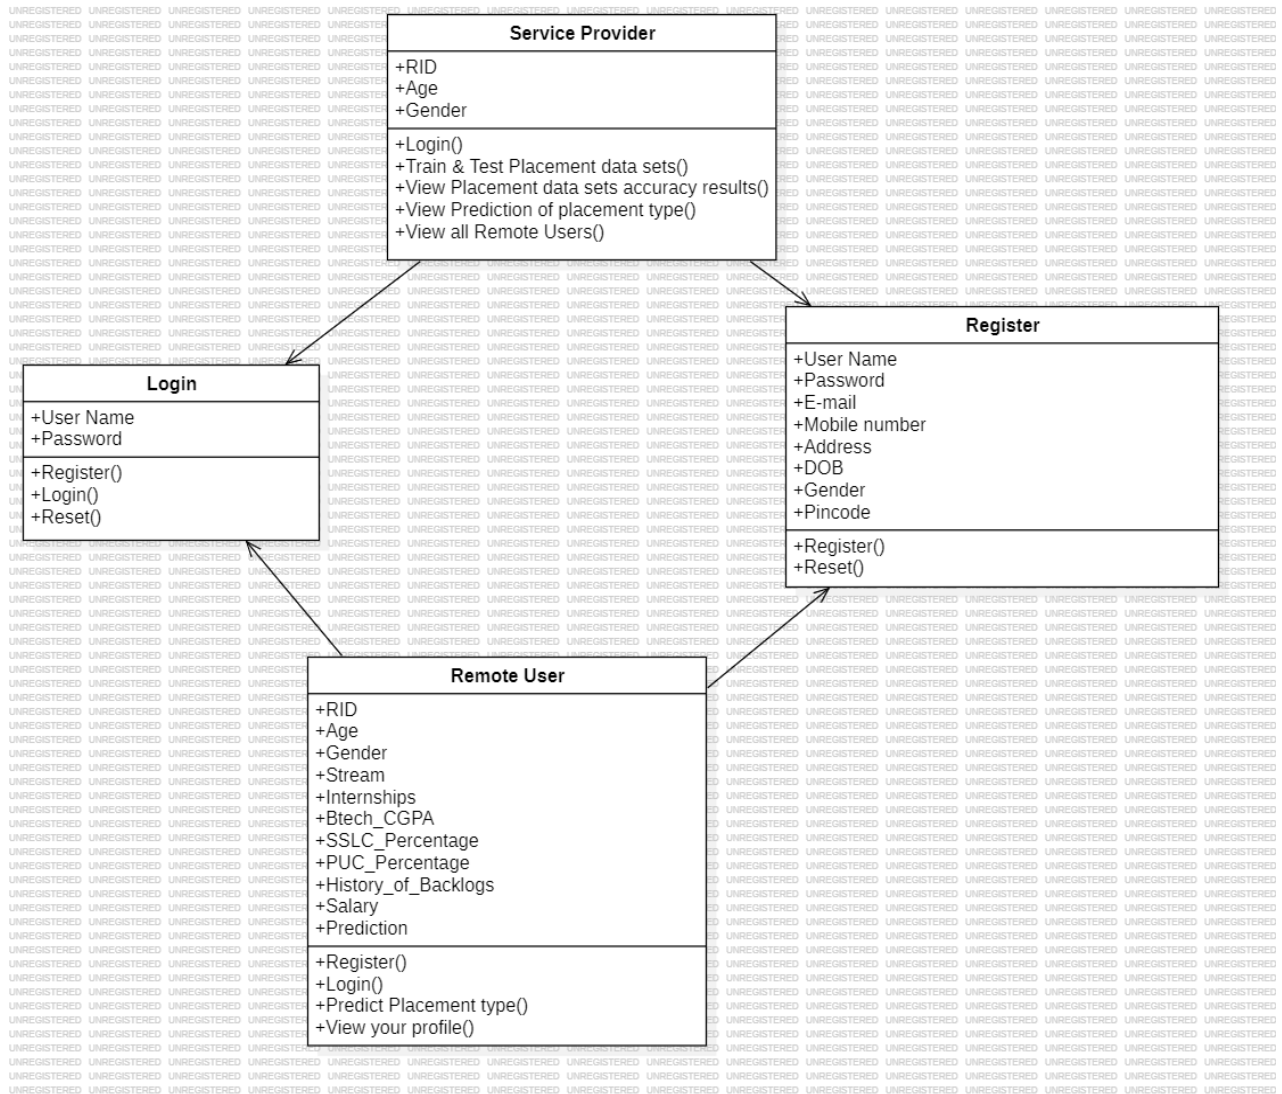 Service Provider
+RID
+Age
+Gender
+Login()
+Train & Test Placement data sets()
+View Placement data sets accuracy results()
+View Prediction of placement type()
+View all Remote Users()
Register
+User Name
+Password
+E-mail
+Mobile number
+Address
+DOB
+Gender
+Pincode
+Register()
+Reset()
Login
+User Name
+Password
+Register()
+Login()
+Reset()
Remote User
+RID
+Age
+Gender
+Stream
+Internships
+Btech_CGPA
+SSLC_Percentage
+PUC_Percentage
+History_of_Backlogs
+Salary
+Prediction
+Register()
+Login()
+Predict Placement type()
+View your profile()
UNREGISTERED